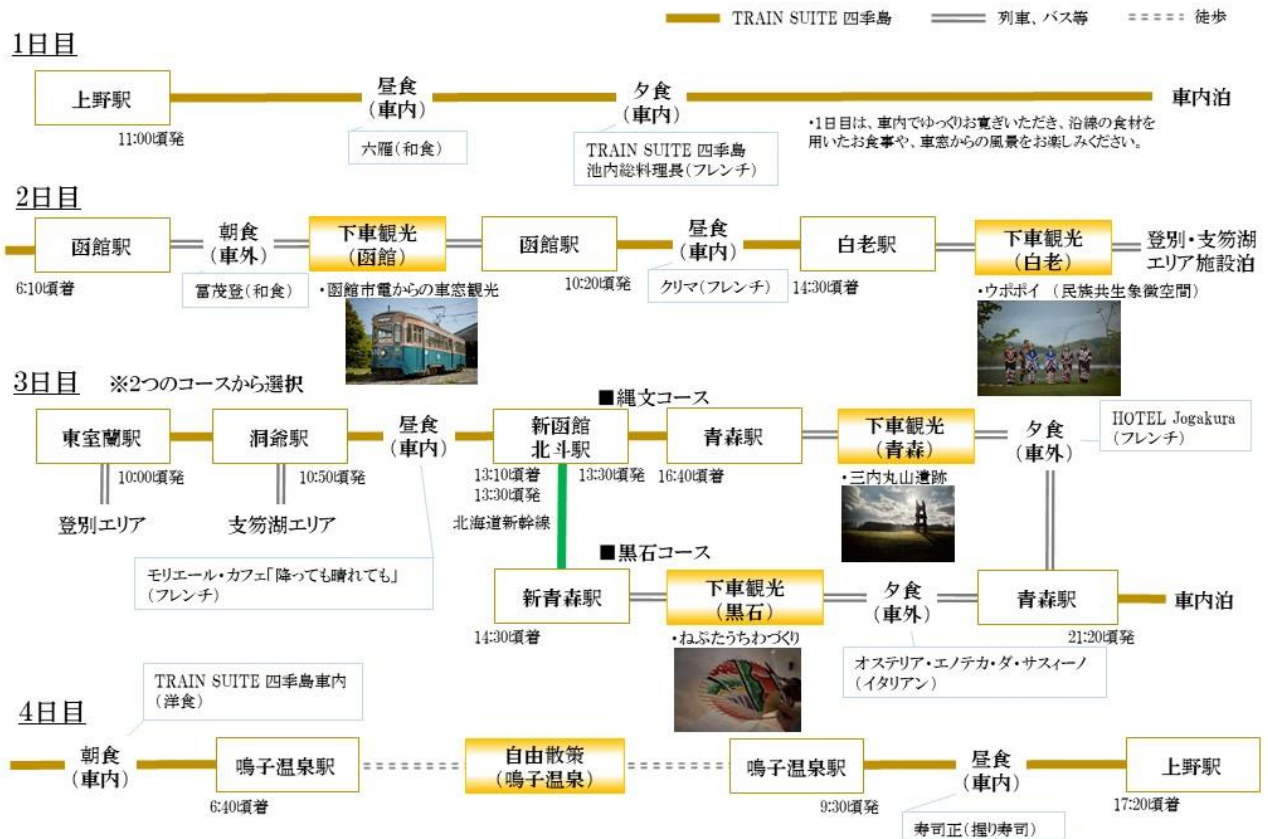 TRAIN SUITE 四季島
列車、バス等
徒歩
1日目
上野駅
11:00頃発
昼食
(車内)
六雁(和食)
夕食
(車内)
TRAIN SUITE 四季島
池内総料理長(フレンチ)
車内泊
・1日目は、車内でゆっくりお寛ぎいただき、沿線の食材を
用いたお食事や、車窓からの風景をお楽しみください。
2日目
函館駅
6:10頃着
朝食
(車外)
冨茂登(和食)
下車観光
(函館)
・函館市電からの車窓観光
函館駅
10:20頃発
昼食
(車内)
クリマ(フレンチ)
白老駅
14:30頃着
下車観光
(白老)
・ウポポイ (民族共生象徴空間)
登別・支笏湖
エリア施設泊
3日目
※2つのコースから選択
東室蘭駅
10:00頃発
登別エリア
洞爺駅
10:50頃発
支笏湖エリア
昼食
(車内)
モリエール・カフェ「降っても晴れても」
(フレンチ)
新函館
北斗駅
13:10頃着
13:30頃発
13:30頃発
北海道新幹線
■縄文コース
青森駅
16:40頃着
下車観光
(青森)
・三内丸山遺跡
夕食
(車外)
HOTEL Jogakura
(フレンチ)
■黒石コース
新青森駅
14:30頃着
下車観光
(黒石)
・ねぷたうちわづくり
夕食
(車外)
オステリア・エノテカ・ダ・サスィーノ
(イタリアン)
青森駅
21:20頃発
車内泊
4日目
朝食
(車内)
TRAIN SUITE 四季島車内
(洋食)
鳴子温泉駅
6:40頃着
自由散策
(鳴子温泉)
鳴子温泉駅
9:30頃発
昼食
(車内)
寿司正(握り寿司)
上野駅
17:20頃着